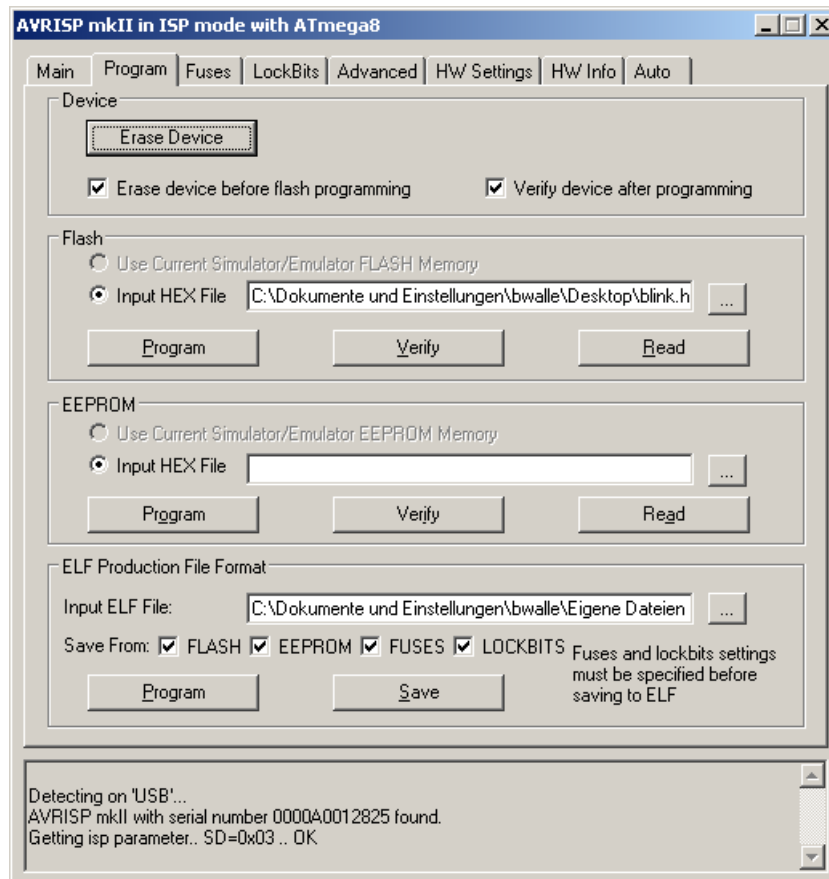 AVRISP mkII in ISP mode with ATmega8
Main Program Fuses LockBits Advanced HW Settings HW Info Auto
Device
Erase Device
Erase device before flash programming Verify device after programming
Flash
Use Current Simulator/Emulator FLASH Memory
Input HEX File C:\Dokumente und Einstellungen\bwalle\Desktop\blink.h ...
Program Verify Read
EEPROM
Use Current Simulator/Emulator EEPROM Memory
Input HEX File ...
Program Verify Read
ELF Production File Format
Input ELF File: C:\Dokumente und Einstellungen\bwalle\Eigene Dateien ...
Save From: FLASH EEPROM FUSES LOCKBITS
Fuses and lockbits settings
must be specified before
saving to ELF
Program Save
Detecting on 'USB'...
AVRISP mkII with serial number 0000A0012825 found.
Getting isp parameter.. SD=0x03 .. OK